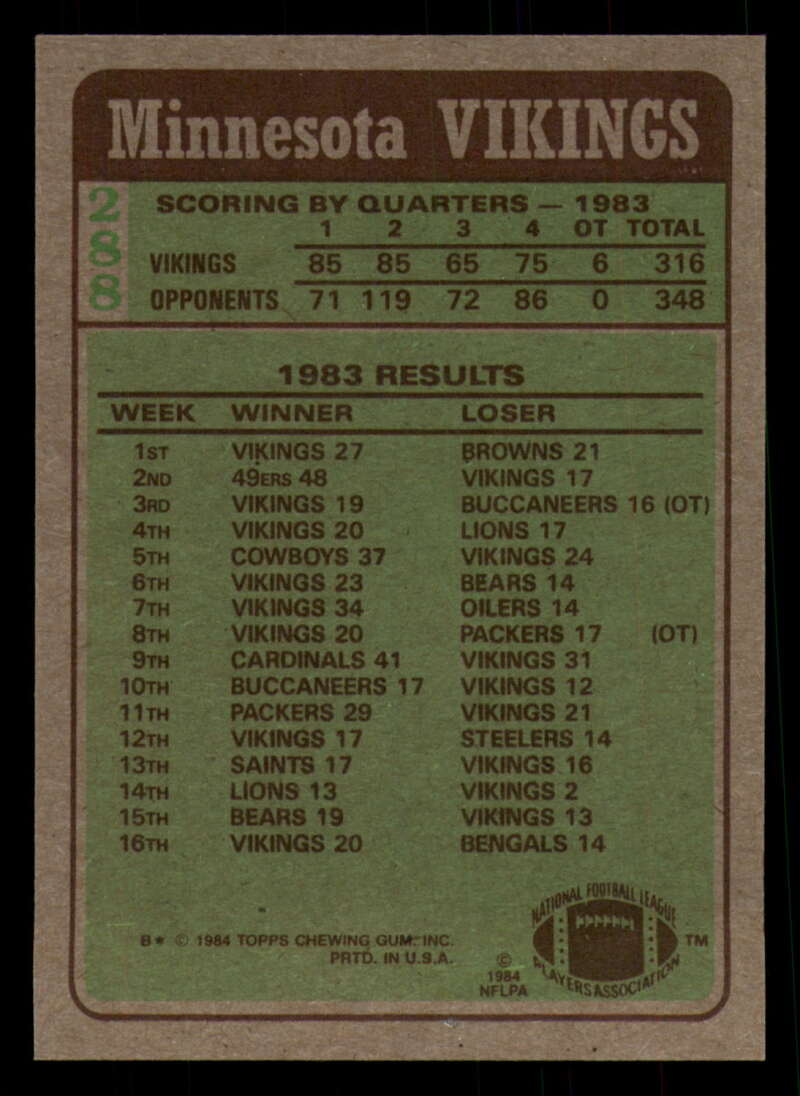 Minnesota VIKINGS
288
SCORING BY QUARTERS — 1983
1 2 3 4 OT TOTAL
VIKINGS 85 85 65 75 6 316
OPPONENTS 71 119 72 86 0 348
1983 RESULTS
WEEK WINNER LOSER
1ST VIKINGS 27 BROWNS 21
2ND 49ERS 48 VIKINGS 17
3RD VIKINGS 19 BUCCANEERS 16 (OT)
4TH VIKINGS 20 LIONS 17
5TH COWBOYS 37 VIKINGS 24
6TH VIKINGS 23 BEARS 14
7TH VIKINGS 34 OILERS 14
8TH VIKINGS 20 PACKERS 17 (OT)
9TH CARDINALS 41 VIKINGS 31
10TH BUCCANEERS 17 VIKINGS 12
11TH PACKERS 29 VIKINGS 21
12TH VIKINGS 17 STEELERS 14
13TH SAINTS 17 VIKINGS 16
14TH LIONS 13 VIKINGS 2
15TH BEARS 19 VIKINGS 13
16TH VIKINGS 20 BENGALS 14
B* © 1984 TOPPS CHEWING GUM, INC.
PRTD. IN U.S.A.
©
1984
NFLPA
NATIONAL FOOTBALL LEAGUE
PLAYERS ASSOCIATION
TM